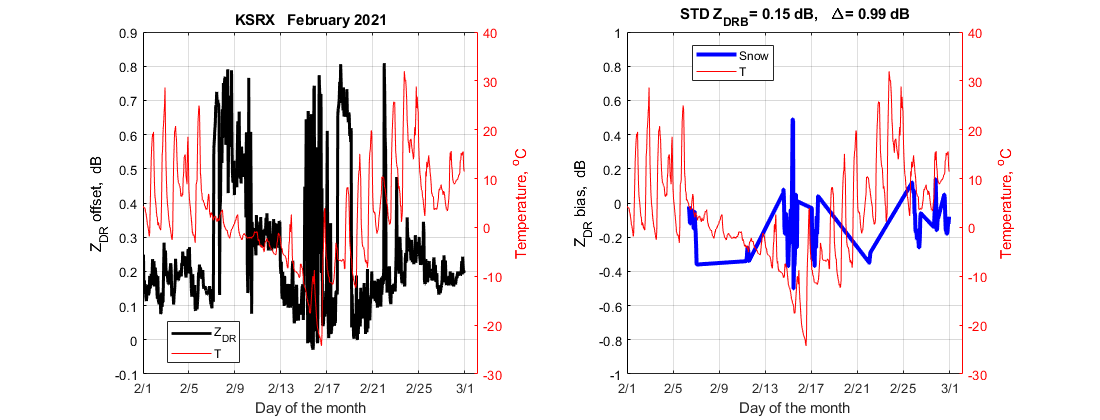 KSRX February 2021
0.9
0.8
0.7
0.6
0.5
0.4
0.3
0.2
0.1
0
-0.1
Z_DR offset, dB
40
30
20
10
0
-10
-20
-30
Temperature, °C
Z_DR
T
2/1 2/5 2/9 2/13 2/17 2/21 2/25 3/1
Day of the month
STD Z_DRB = 0.15 dB, Δ = 0.99 dB
1
0.8
0.6
0.4
0.2
0
-0.2
-0.4
-0.6
-0.8
-1
Z_DR bias, dB
40
30
20
10
0
-10
-20
-30
Temperature, °C
Snow
T
2/1 2/5 2/9 2/13 2/17 2/21 2/25 3/1
Day of the month